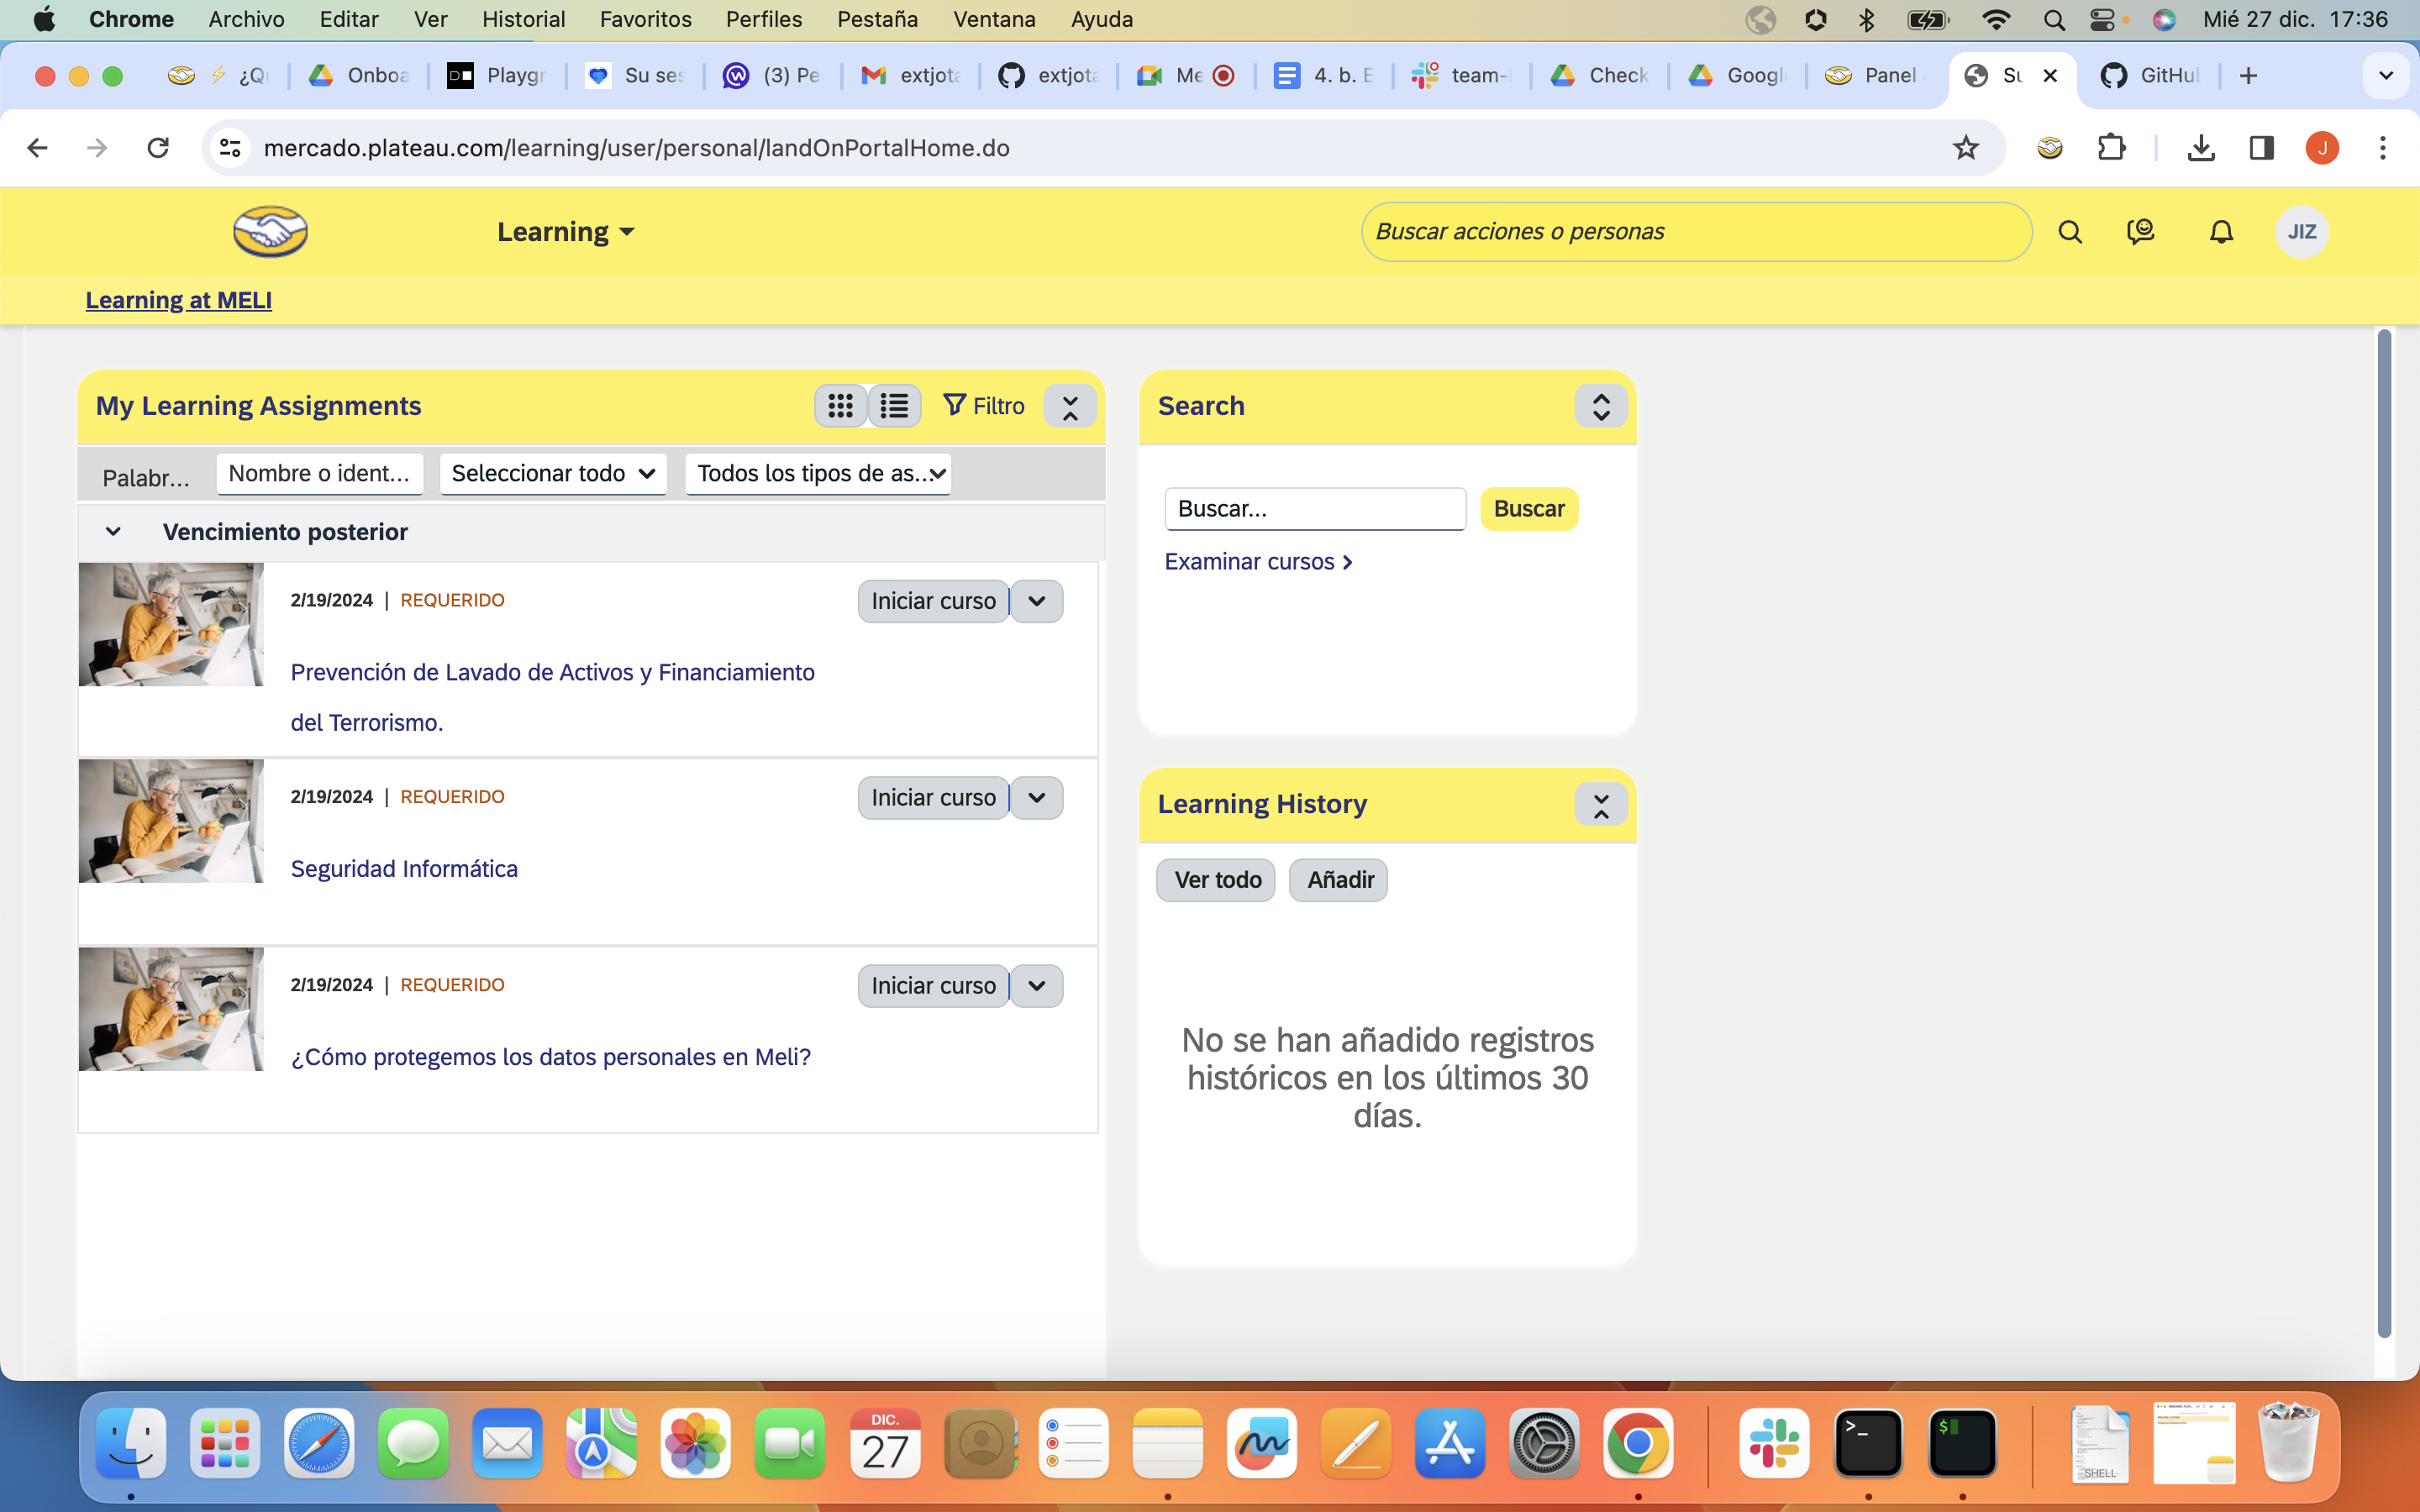 Chrome Archivo Editar Ver Historial Favoritos Perfiles Pestaña Ventana Ayuda Mié 27 dic. 17:36
¿Qu Onboa Playgr Su ses (3) Pe extjota extjota Me 4. b. E team-i Check Googl Panel Su GitHu
mercado.plateau.com/learning/user/personal/landOnPortalHome.do J
Learning Buscar acciones o personas JIZ
Learning at MELI
My Learning Assignments Filtro
Palabr... Nombre o ident... Seleccionar todo Todos los tipos de as...
Vencimiento posterior
2/19/2024 | REQUERIDO Iniciar curso
Prevención de Lavado de Activos y Financiamiento
del Terrorismo.
2/19/2024 | REQUERIDO Iniciar curso
Seguridad Informática
2/19/2024 | REQUERIDO Iniciar curso
¿Cómo protegemos los datos personales en Meli?
Search
Buscar... Buscar
Examinar cursos
Learning History
Ver todo Añadir
No se han añadido registros
históricos en los últimos 30
días.
DIC.
27
SHELL